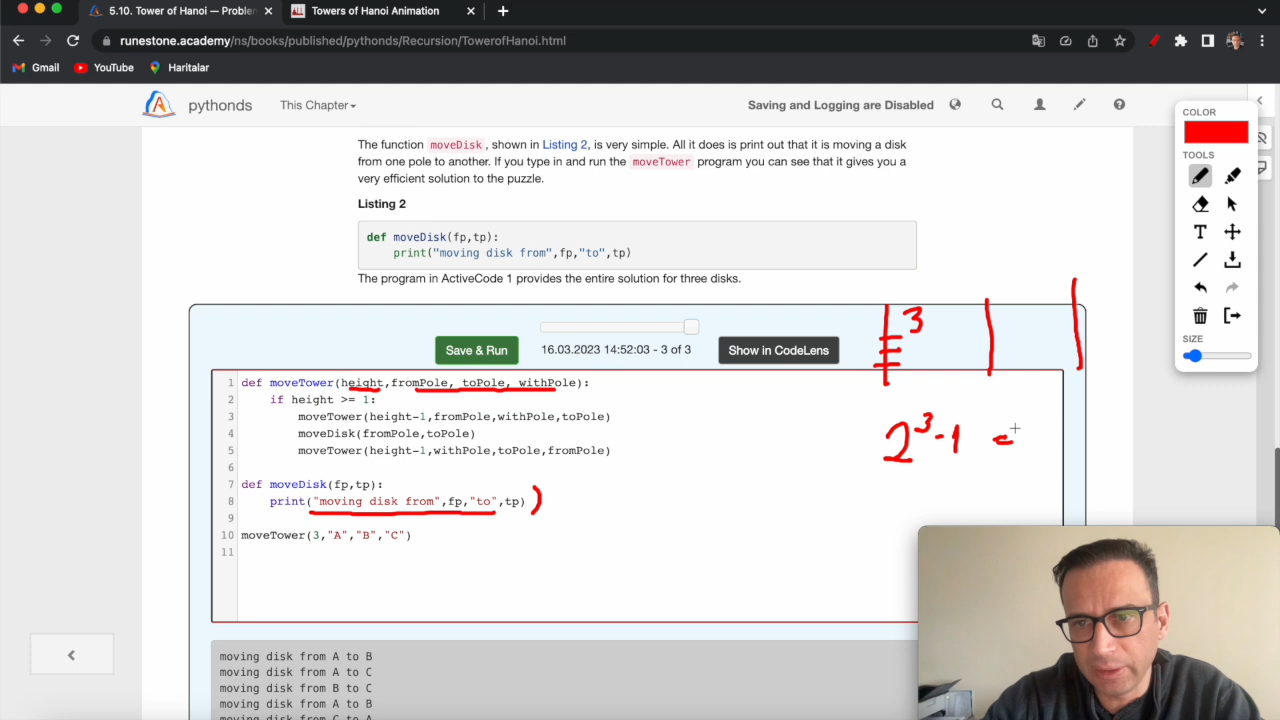 5.10. Tower of Hanoi — Problem
Towers of Hanoi Animation
runestone.academy/ns/books/published/pythonds/Recursion/TowerofHanoi.html
Gmail YouTube Haritalar
pythonds This Chapter Saving and Logging are Disabled
The function moveDisk, shown in Listing 2, is very simple. All it does is print out that it is moving a disk
from one pole to another. If you type in and run the moveTower program you can see that it gives you a
very efficient solution to the puzzle.
Listing 2
def moveDisk(fp,tp):
print("moving disk from",fp,"to",tp)
The program in ActiveCode 1 provides the entire solution for three disks.
Save & Run 16.03.2023 14:52:03 - 3 of 3 Show in CodeLens
1 def moveTower(height,fromPole, toPole, withPole):
2 if height >= 1:
3 moveTower(height-1,fromPole,withPole,toPole)
4 moveDisk(fromPole,toPole)
5 moveTower(height-1,withPole,toPole,fromPole)
6
7 def moveDisk(fp,tp):
8 print("moving disk from",fp,"to",tp)
9
10 moveTower(3,"A","B","C")
11
3
2³-1 =
moving disk from A to B
moving disk from A to C
moving disk from B to C
moving disk from A to B
moving disk from C to A
COLOR
TOOLS
T
SIZE